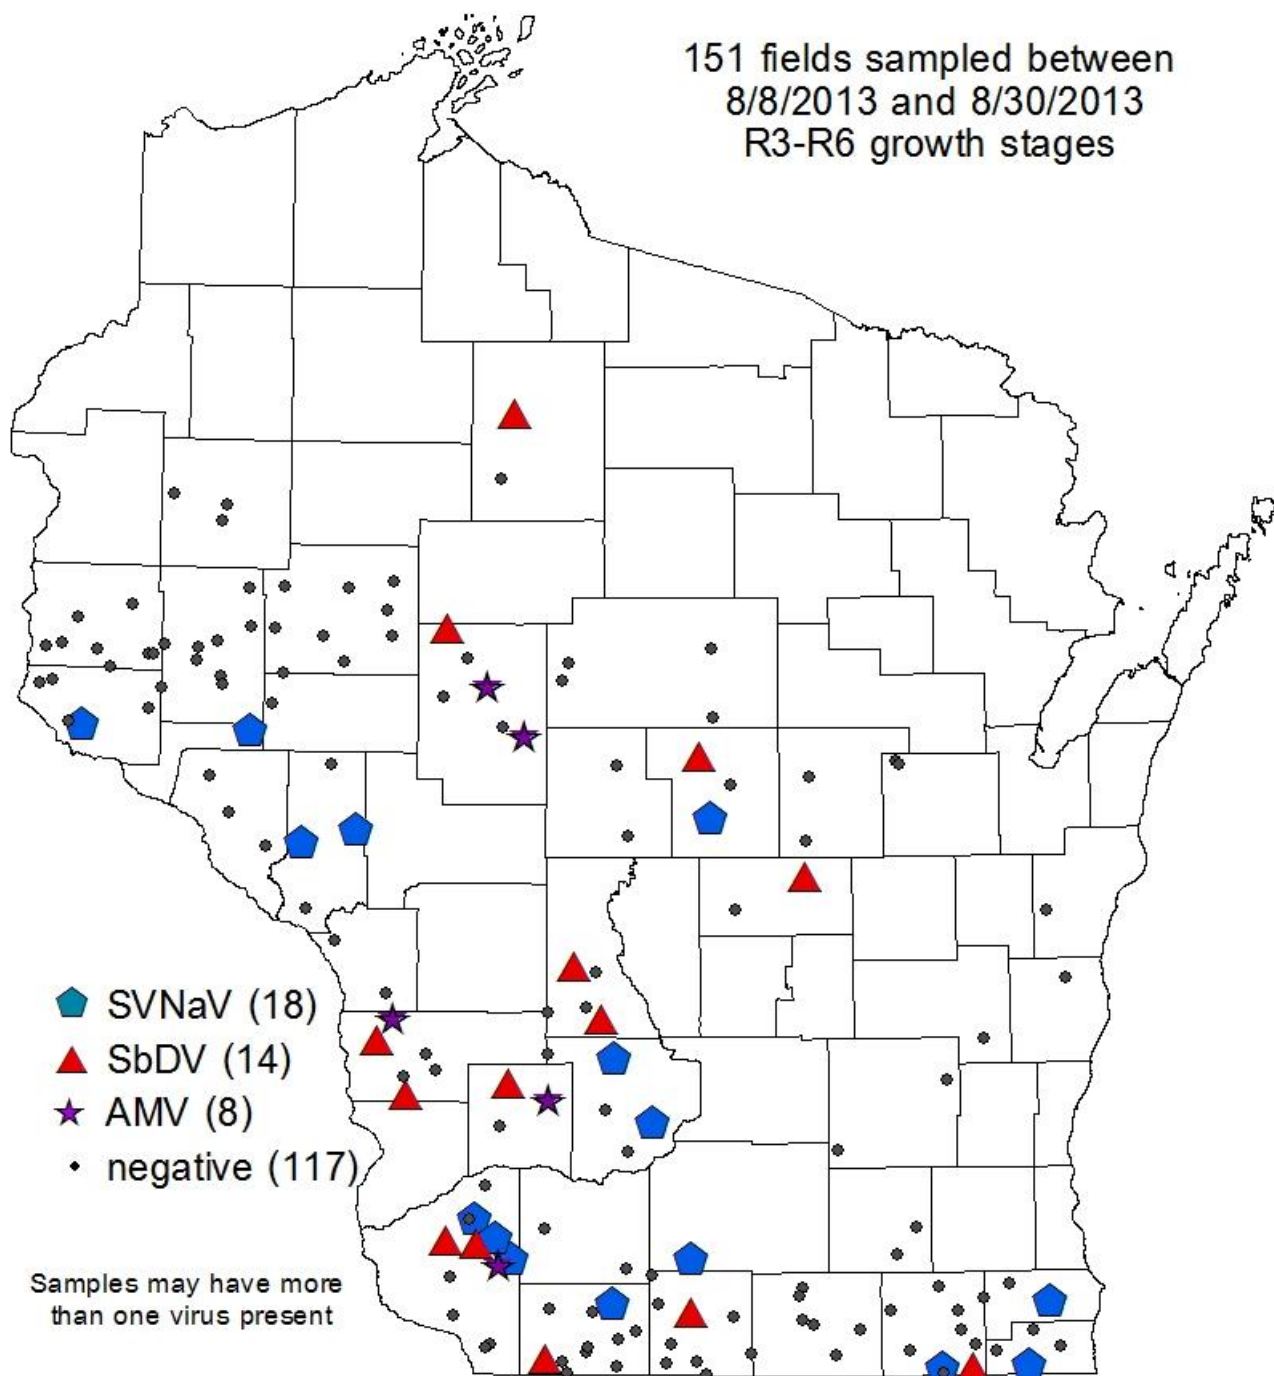 151 fields sampled between
8/8/2013 and 8/30/2013
R3-R6 growth stages
SVNaV (18)
SbDV (14)
AMV (8)
negative (117)
Samples may have more
than one virus present